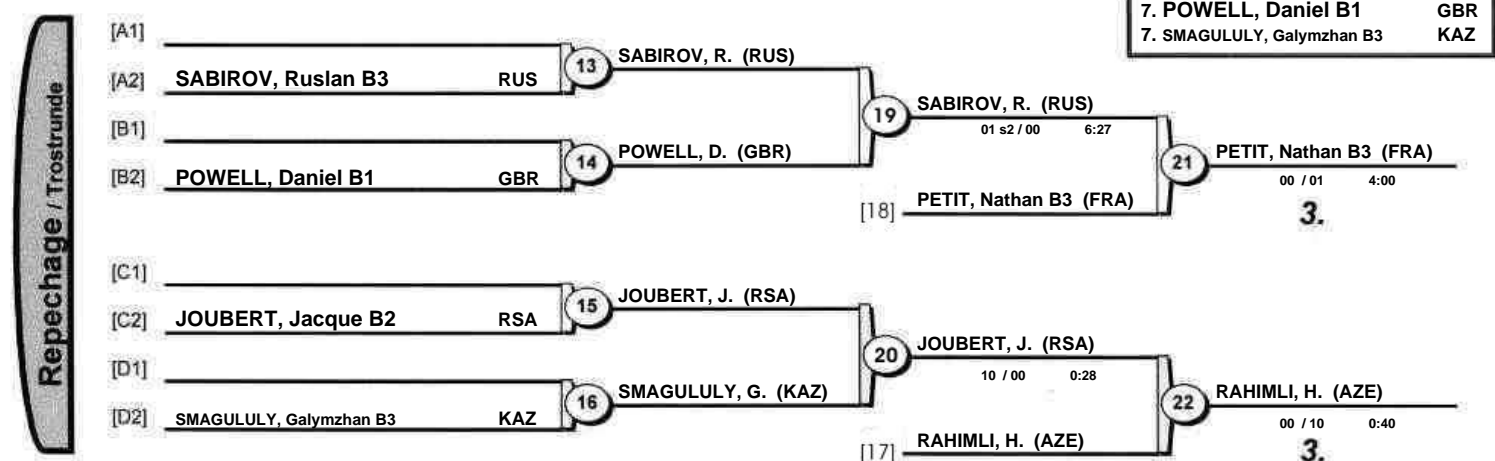 7. POWELL, Daniel B1 GBR
7. SMAGULULY, Galymzhan B3 KAZ
Repechage / Trostrunde
[A1]
[A2] SABIROV, Ruslan B3 RUS
13
SABIROV, R. (RUS)
[B1]
[B2] POWELL, Daniel B1 GBR
14
POWELL, D. (GBR)
19
SABIROV, R. (RUS)
01 s2 / 00 6:27
[18] PETIT, Nathan B3 (FRA)
21
PETIT, Nathan B3 (FRA)
00 / 01 4:00
3.
[C1]
[C2] JOUBERT, Jacque B2 RSA
15
JOUBERT, J. (RSA)
[D1]
[D2] SMAGULULY, Galymzhan B3 KAZ
16
SMAGULULY, G. (KAZ)
20
JOUBERT, J. (RSA)
10 / 00 0:28
[17] RAHIMLI, H. (AZE)
22
RAHIMLI, H. (AZE)
00 / 10 0:40
3.